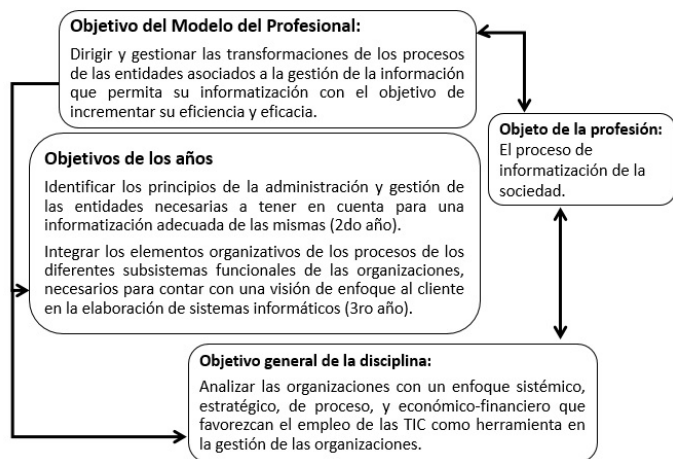 Objetivo del Modelo del Profesional:
Dirigir y gestionar las transformaciones de los procesos
de las entidades asociados a la gestión de la información
que permita su informatización con el objetivo de
incrementar su eficiencia y eficacia.
Objeto de la profesión:
El proceso de
informatización de la
sociedad.
Objetivos de los años
Identificar los principios de la administración y gestión de
las entidades necesarias a tener en cuenta para una
informatización adecuada de las mismas (2do año).
Integrar los elementos organizativos de los procesos de los
diferentes subsistemas funcionales de las organizaciones,
necesarios para contar con una visión de enfoque al cliente
en la elaboración de sistemas informáticos (3ro año).
Objetivo general de la disciplina:
Analizar las organizaciones con un enfoque sistémico,
estratégico, de proceso, y económico-financiero que
favorezcan el empleo de las TIC como herramienta en
la gestión de las organizaciones.